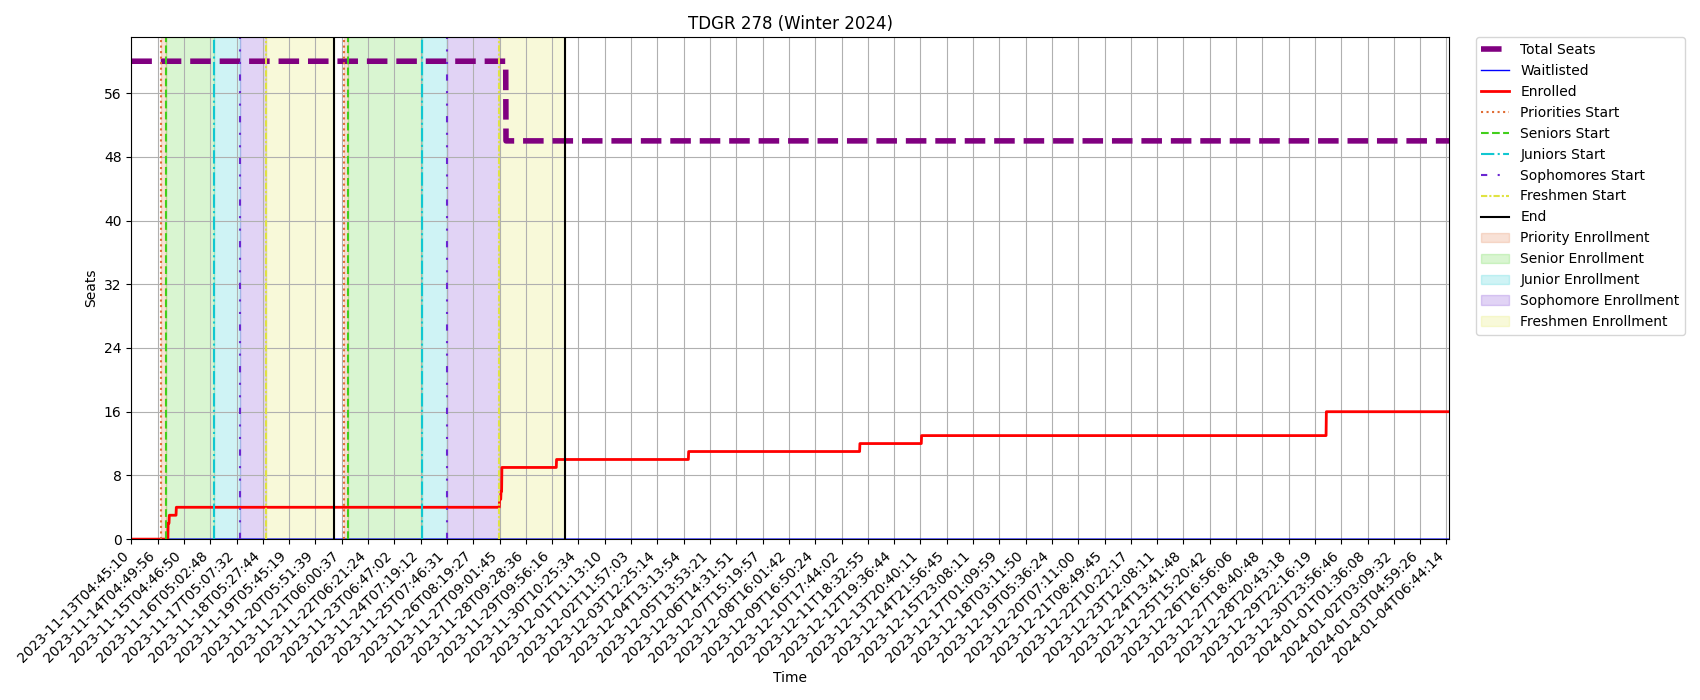 TDGR 278 (Winter 2024)
Seats
56
48
40
32
24
16
8
0
2023-11-13T04:45:10
2023-11-14T04:49:56
2023-11-15T04:46:50
2023-11-16T05:02:48
2023-11-17T05:07:32
2023-11-18T05:27:44
2023-11-19T05:45:19
2023-11-20T05:51:39
2023-11-21T06:00:37
2023-11-22T06:21:24
2023-11-23T06:47:02
2023-11-24T07:19:12
2023-11-25T07:46:31
2023-11-26T08:19:27
2023-11-27T09:01:45
2023-11-28T09:28:36
2023-11-29T09:56:16
2023-11-30T10:25:34
2023-12-01T11:13:10
2023-12-02T11:57:03
2023-12-03T12:25:14
2023-12-04T13:13:54
2023-12-05T13:53:21
2023-12-06T14:31:51
2023-12-07T15:19:57
2023-12-08T16:01:42
2023-12-09T16:50:24
2023-12-10T17:44:02
2023-12-11T18:32:55
2023-12-12T19:36:44
2023-12-13T20:40:11
2023-12-14T21:56:45
2023-12-15T23:08:11
2023-12-17T01:09:59
2023-12-18T03:11:50
2023-12-19T05:36:24
2023-12-20T07:11:00
2023-12-21T08:49:45
2023-12-22T10:22:17
2023-12-23T12:08:11
2023-12-24T13:41:48
2023-12-25T15:20:42
2023-12-26T16:56:06
2023-12-27T18:40:48
2023-12-28T20:43:18
2023-12-29T22:16:19
2023-12-30T23:56:46
2024-01-01T01:36:08
2024-01-02T03:09:32
2024-01-03T04:59:26
2024-01-04T06:44:14
Time
Total Seats
Waitlisted
Enrolled
Priorities Start
Seniors Start
Juniors Start
Sophomores Start
Freshmen Start
End
Priority Enrollment
Senior Enrollment
Junior Enrollment
Sophomore Enrollment
Freshmen Enrollment